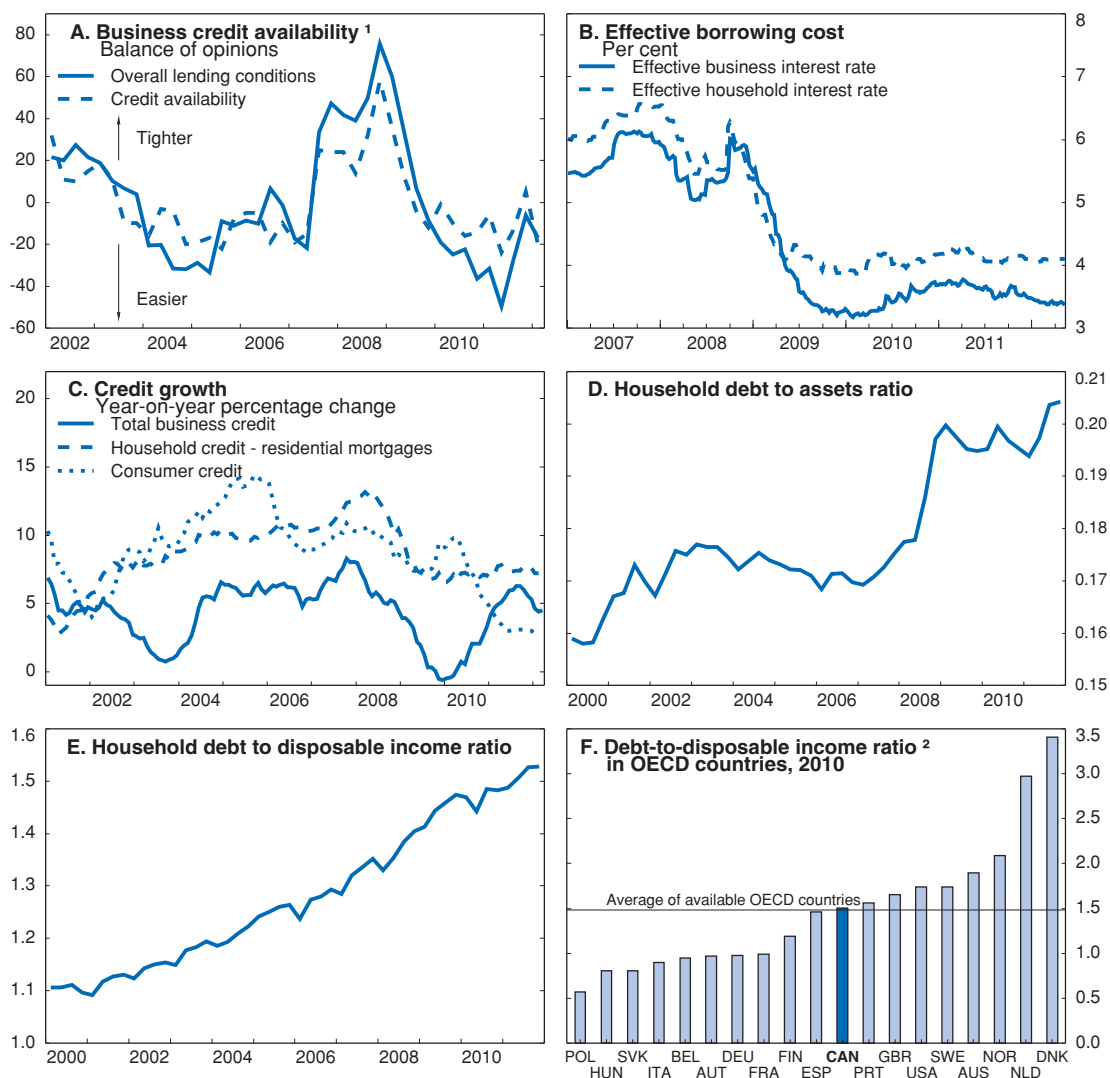 A. Business credit availability ¹
Balance of opinions
Overall lending conditions
Credit availability
Tighter
Easier
80
60
40
20
0
-20
-40
-60
2002 2004 2006 2008 2010
B. Effective borrowing cost
Per cent
Effective business interest rate
Effective household interest rate
8
7
6
5
4
3
2007 2008 2009 2010 2011
C. Credit growth
Year-on-year percentage change
Total business credit
Household credit - residential mortgages
Consumer credit
20
15
10
5
0
2002 2004 2006 2008 2010
D. Household debt to assets ratio
0.21
0.20
0.19
0.18
0.17
0.16
0.15
2000 2002 2004 2006 2008 2010
E. Household debt to disposable income ratio
1.6
1.5
1.4
1.3
1.2
1.1
1.0
2000 2002 2004 2006 2008 2010
F. Debt-to-disposable income ratio ²
in OECD countries, 2010
Average of available OECD countries
3.5
3.0
2.5
2.0
1.5
1.0
0.5
0.0
POL SVK BEL DEU FIN CAN GBR SWE NOR DNK
HUN ITA AUT FRA ESP PRT USA AUS NLD